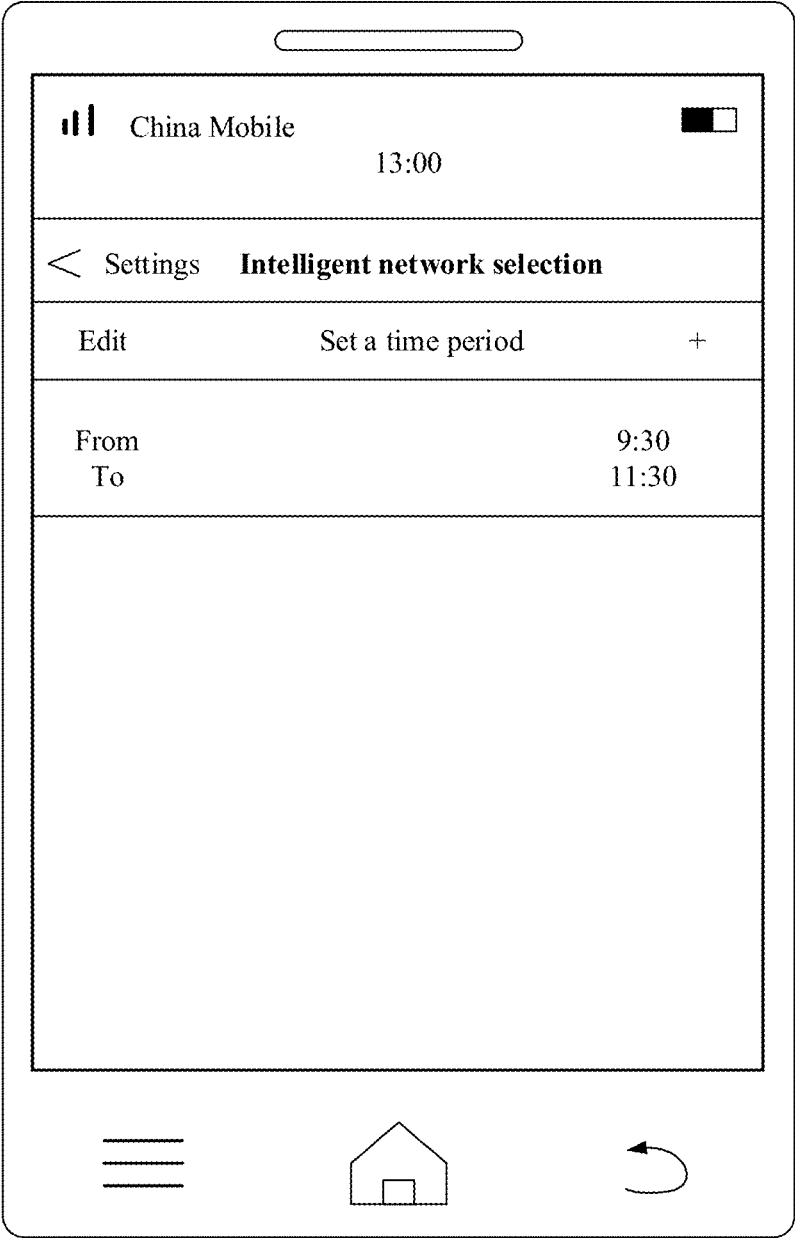 China Mobile
13:00
< Settings Intelligent network selection
Edit Set a time period +
From 9:30
To 11:30